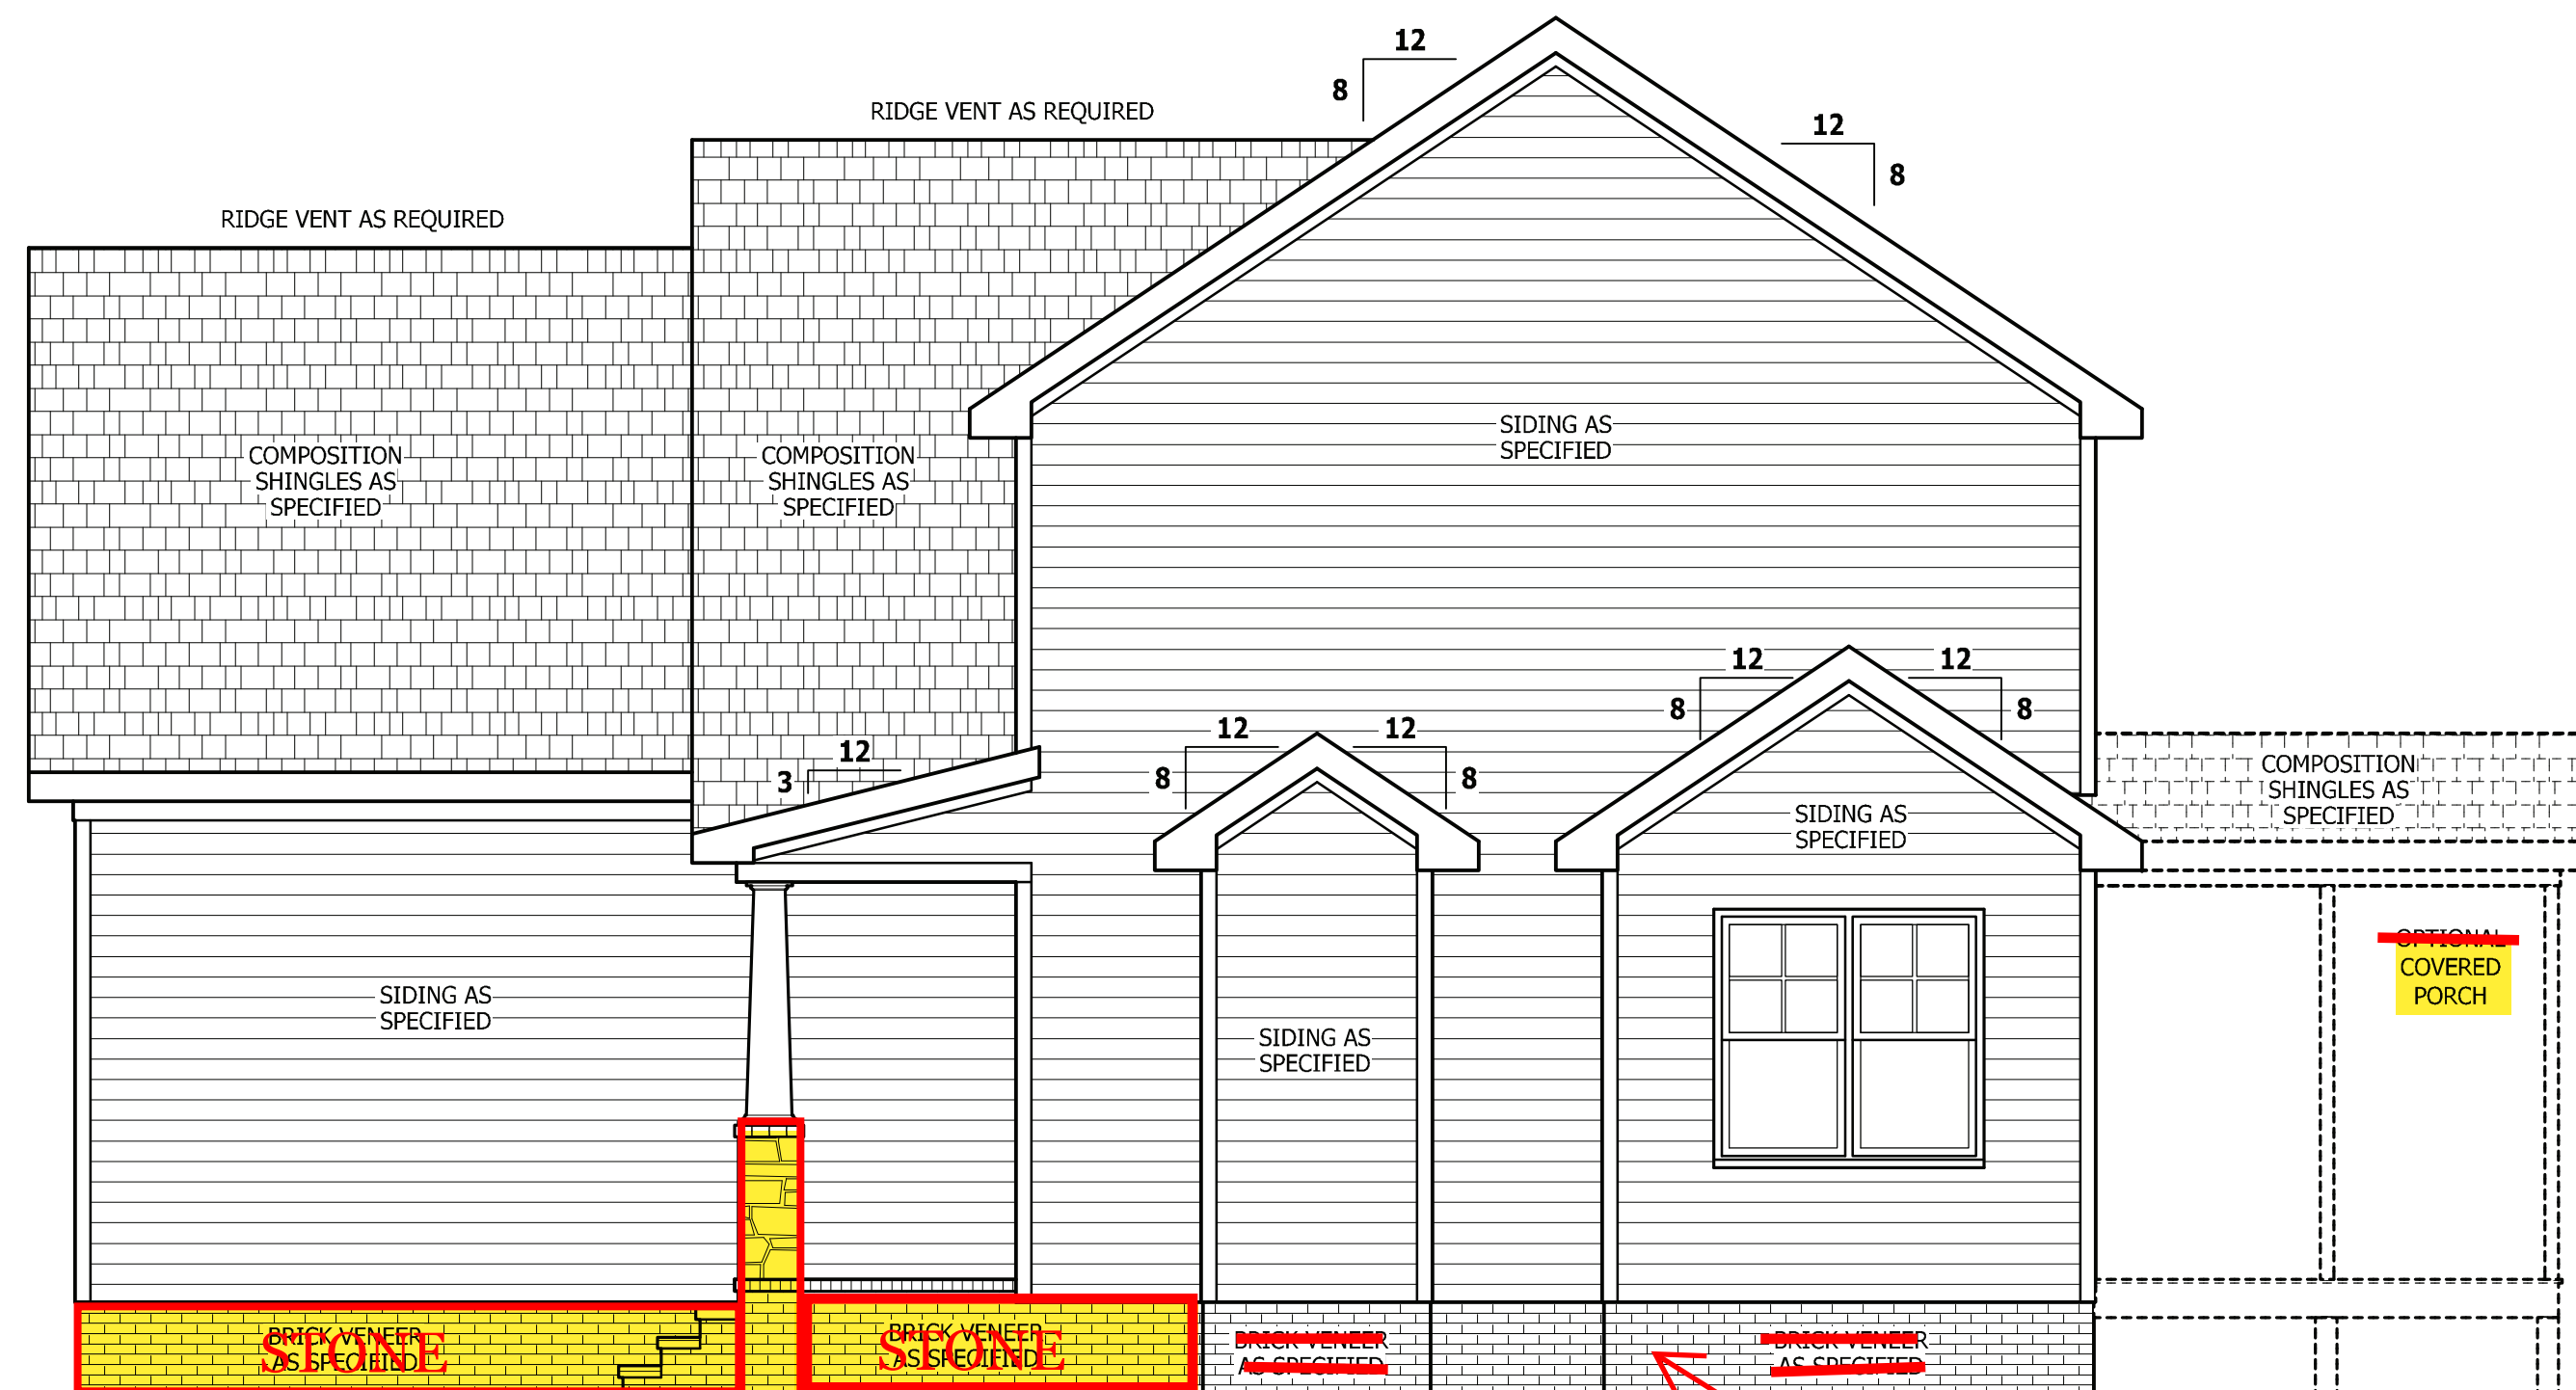 12
8
RIDGE VENT AS REQUIRED
12
8
RIDGE VENT AS REQUIRED
COMPOSITION
SHINGLES AS
SPECIFIED
COMPOSITION
SHINGLES AS
SPECIFIED
SIDING AS
SPECIFIED
12
8
12
8
12
8
12
8
12
3
COMPOSITION
SHINGLES AS
SPECIFIED
SIDING AS
SPECIFIED
OPTIONAL
COVERED
PORCH
SIDING AS
SPECIFIED
SIDING AS
SPECIFIED
BRICK VENEER
AS SPECIFIED
STONE
BRICK VENEER
AS SPECIFIED
STONE
BRICK VENEER
AS SPECIFIED
BRICK VENEER
AS SPECIFIED